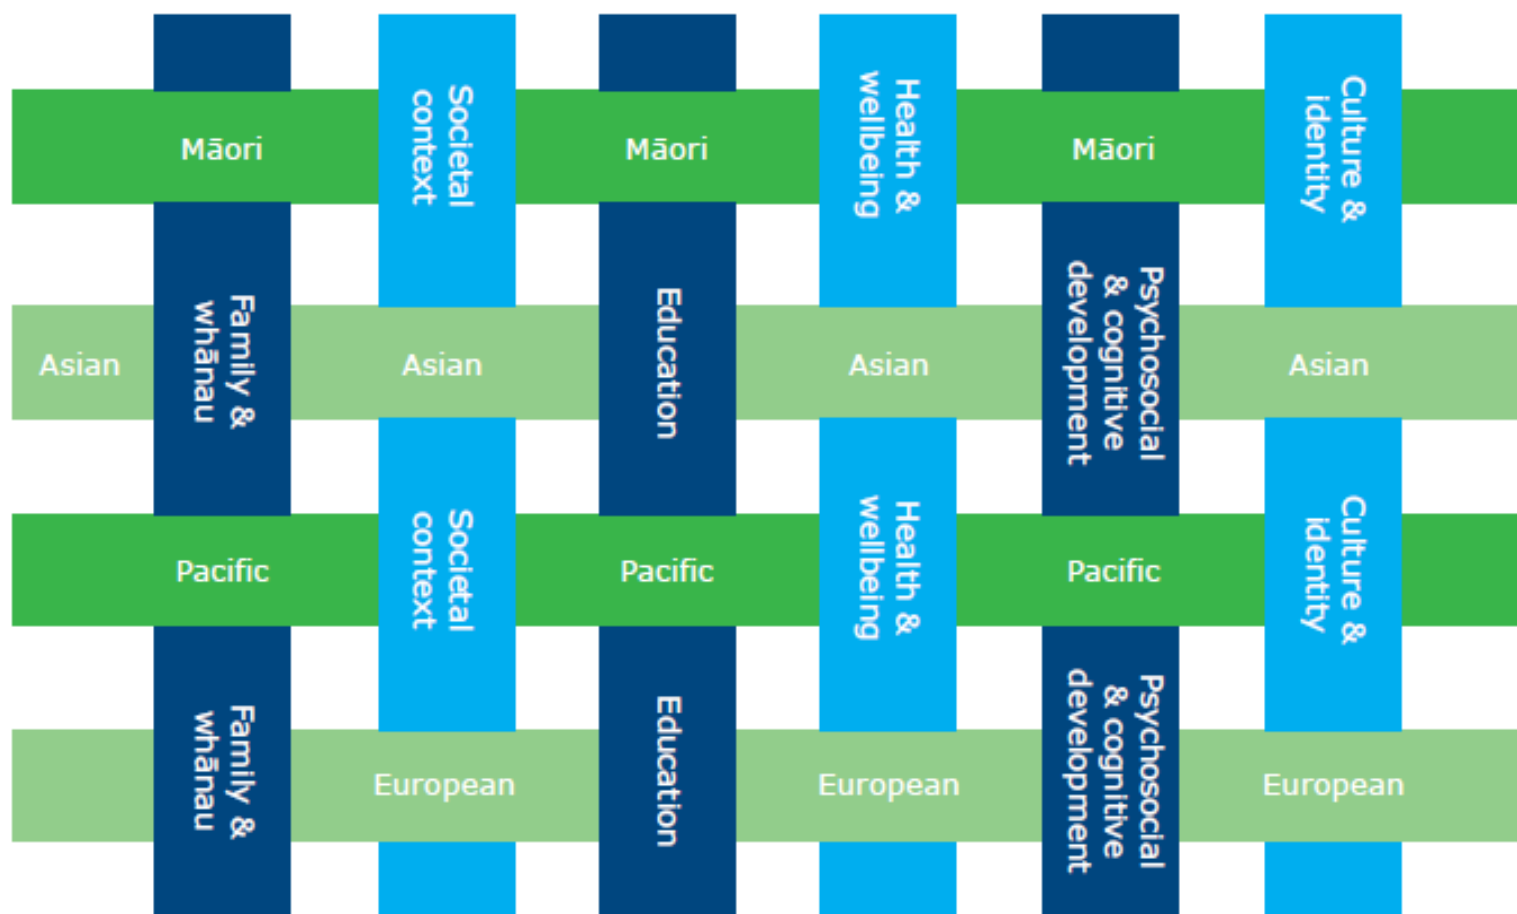 Societal
context
Health &
wellbeing
Culture &
identity
Māori
Māori
Māori
Family &
whānau
Education
Psychosocial
& cognitive
development
Asian
Asian
Asian
Asian
Societal
context
Health &
wellbeing
Culture &
identity
Pacific
Pacific
Pacific
Family &
whānau
Education
Psychosocial
& cognitive
development
European
European
European